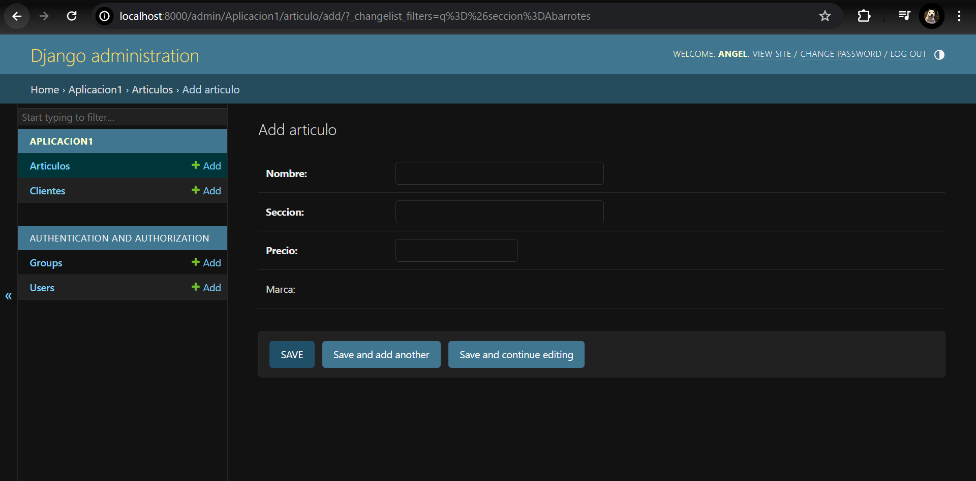 localhost:8000/admin/Aplicacion1/articulo/add/?_changelist_filters=q%3D%26seccion%3DAbarrotes
Django administration
WELCOME, ANGEL. VIEW SITE / CHANGE PASSWORD / LOG OUT
Home › Aplicacion1 › Articulos › Add articulo
Start typing to filter...
APLICACION1
Articulos + Add
Clientes + Add
AUTHENTICATION AND AUTHORIZATION
Groups + Add
Users + Add
«
Add articulo
Nombre:
Seccion:
Precio:
Marca:
SAVE Save and add another Save and continue editing